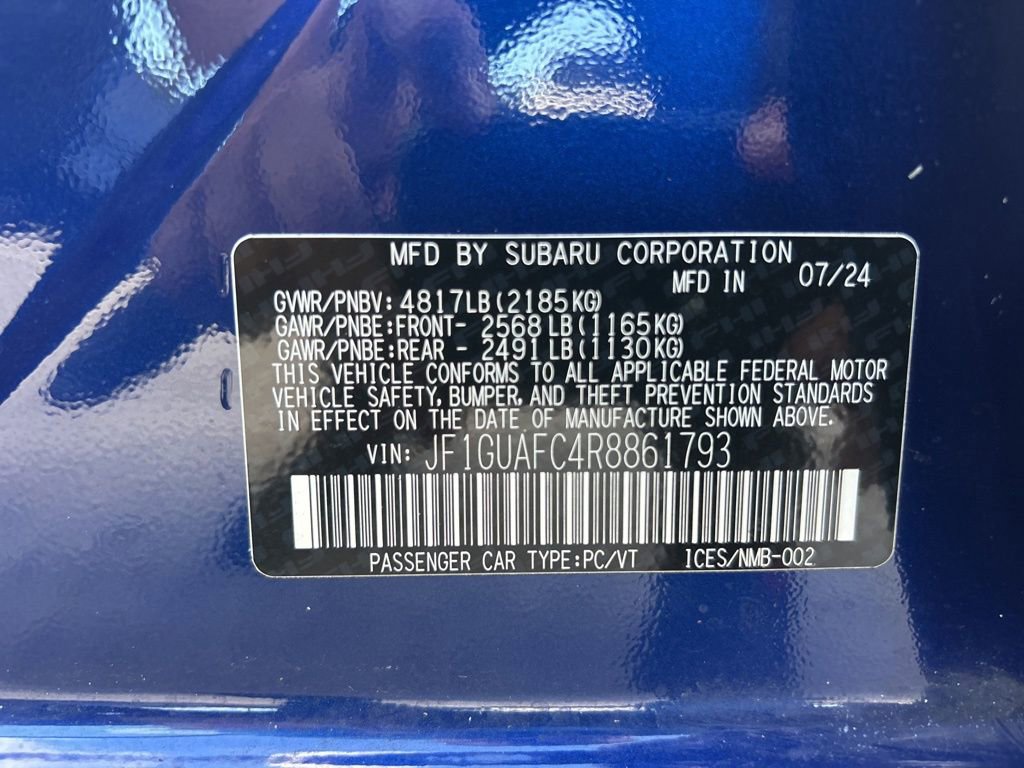 MFD BY SUBARU CORPORATION
MFD IN 07/24
GVWR/PNBV: 4817LB(2185KG)
GAWR/PNBE:FRONT- 2568LB(1165KG)
GAWR/PNBE:REAR - 2491LB(1130KG)
THIS VEHICLE CONFORMS TO ALL APPLICABLE FEDERAL MOTOR
VEHICLE SAFETY, BUMPER, AND THEFT PREVENTION STANDARDS
IN EFFECT ON THE DATE OF MANUFACTURE SHOWN ABOVE.
VIN: JF1GUAFC4R8861793
PASSENGER CAR TYPE:PC/VT ICES/NMB-002